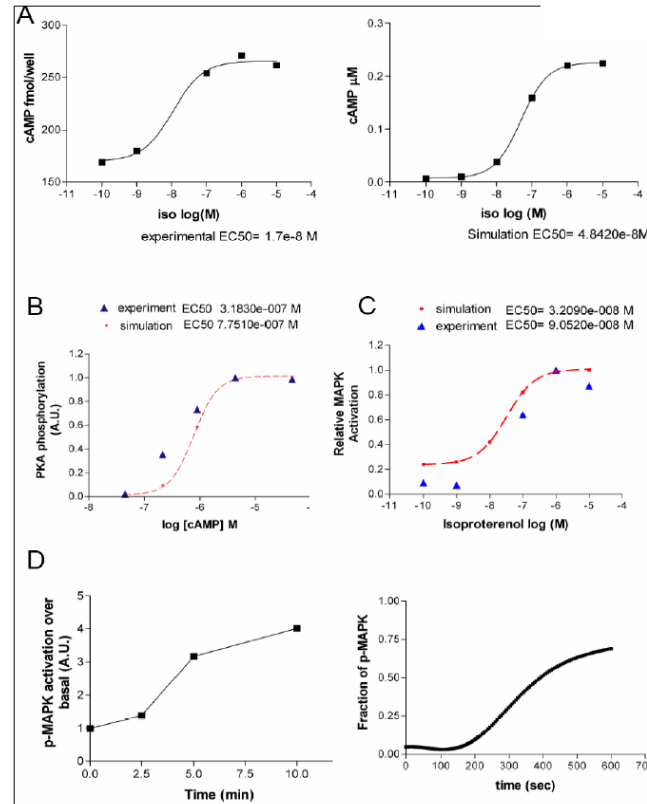 A
cAMP fmol/well
300
250
200
150
-11 -10 -9 -8 -7 -6 -5 -4
iso log(M)
experimental EC50= 1.7e-8 M
cAMP μM
0.3
0.2
0.1
0.0
-11 -10 -9 -8 -7 -6 -5 -4
iso log (M)
Simulation EC50= 4.8420e-8M
B
experiment EC50 3.1830e-007 M
simulation EC50 7.7510e-007 M
PKA phosphorylation
(A.U.)
1.2
1.0
0.8
0.6
0.4
0.2
0.0
-8 -7 -6 -5 -
log [cAMP] M
C
simulation EC50= 3.2090e-008 M
experiment EC50= 9.0520e-008 M
Relative MAPK
Activation
1.2
1.0
0.8
0.6
0.4
0.2
0.0
-11 -10 -9 -8 -7 -6 -5 -4
Isoproterenol log (M)
D
p-MAPK activation over
basal (A.U.)
5
4
3
2
1
0
0.0 2.5 5.0 7.5 10.0
Time (min)
Fraction of p-MAPK
1.00
0.75
0.50
0.25
0.00
0 100 200 300 400 500 600 700
time (sec)